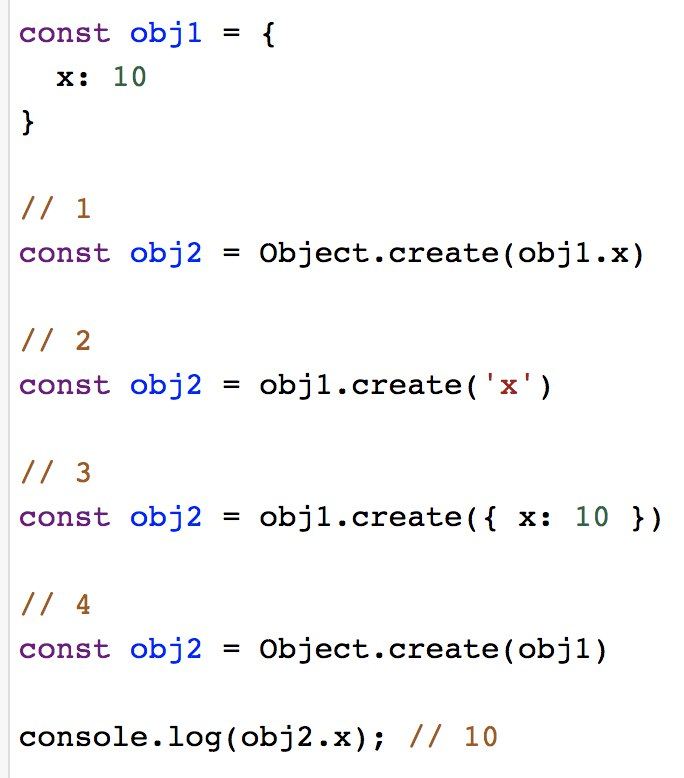 const obj1 = {
  x: 10
}
// 1
const obj2 = Object.create(obj1.x)
// 2
const obj2 = obj1.create('x')
// 3
const obj2 = obj1.create({ x: 10 })
// 4
const obj2 = Object.create(obj1)
console.log(obj2.x); // 10